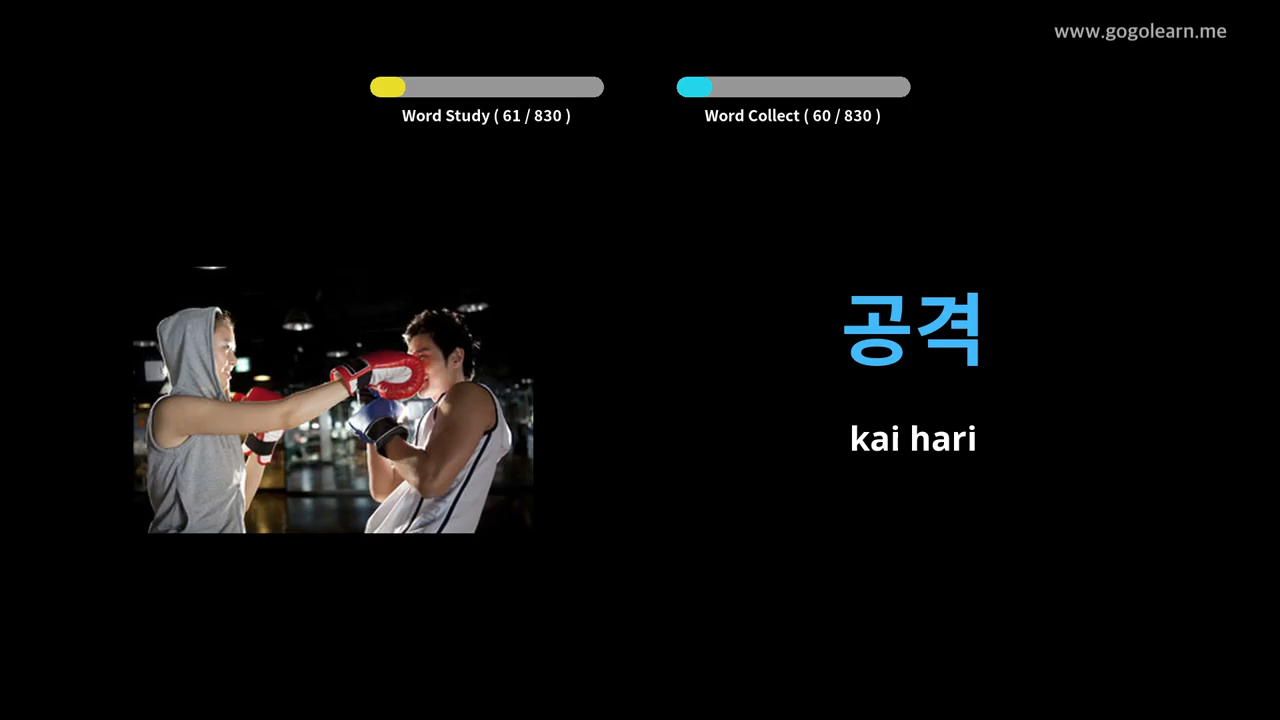 www.gogolearn.me
Word Study ( 61 / 830 )
Word Collect ( 60 / 830 )
공격
kai hari